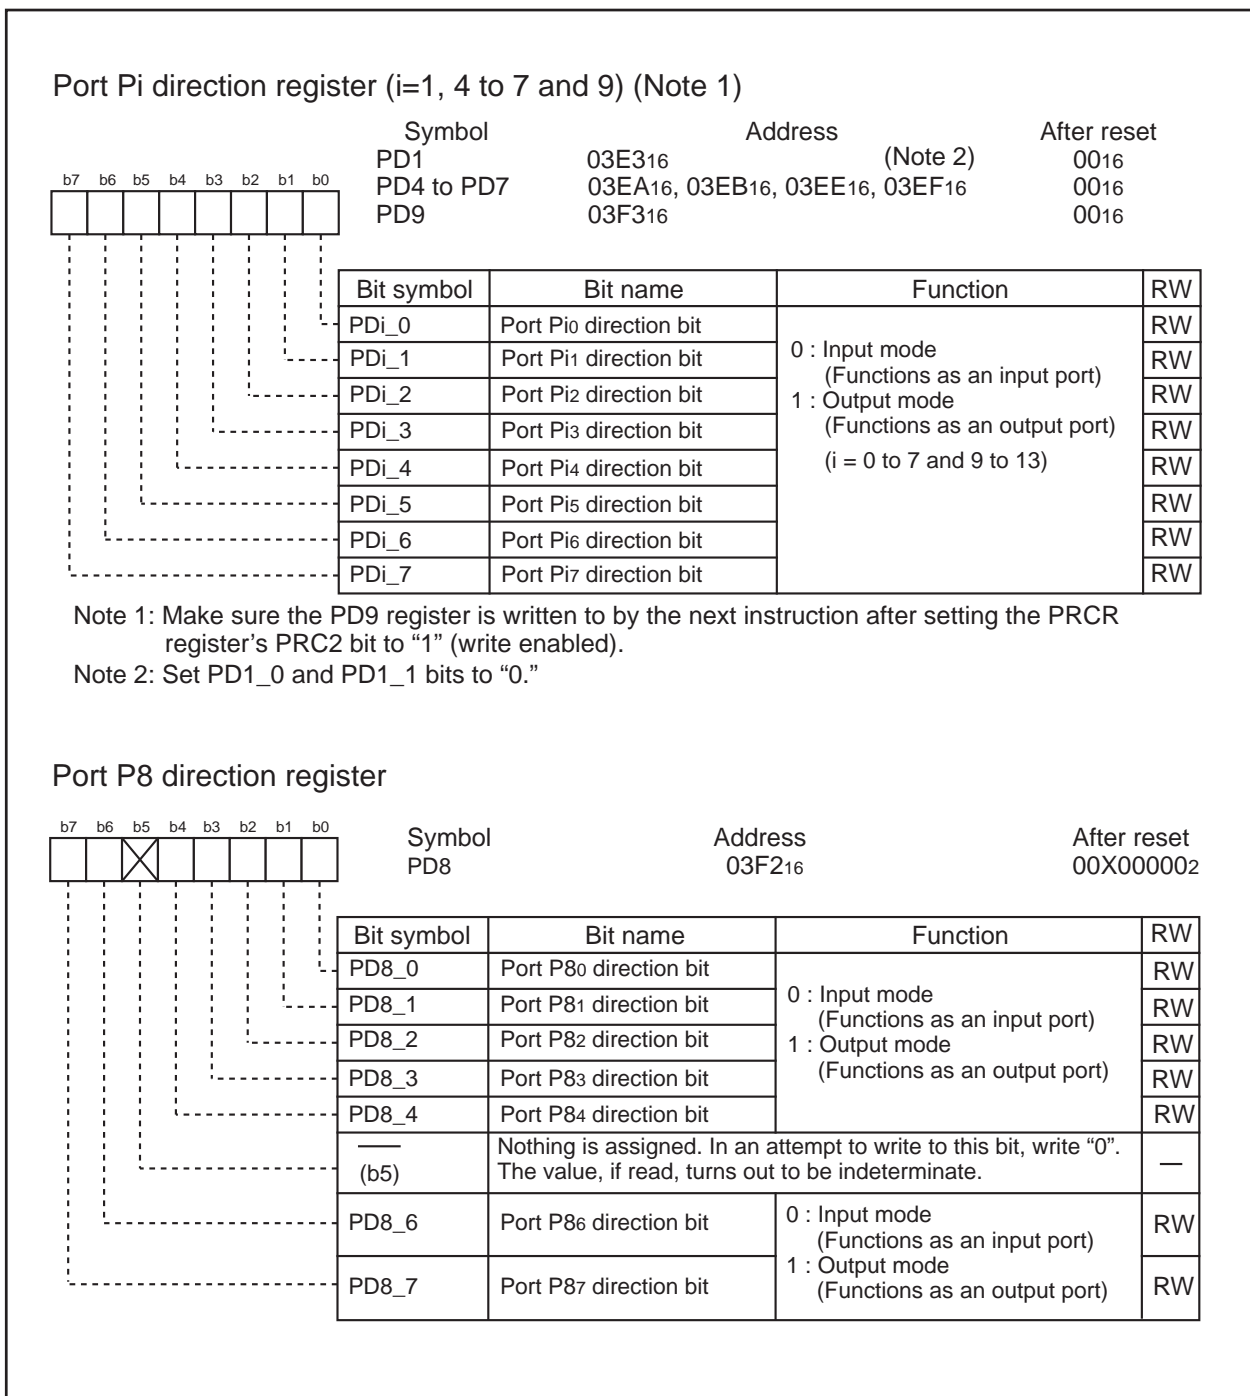 Port Pi direction register (i=1, 4 to 7 and 9) (Note 1)
Symbol Address After reset
PD1 03E316 (Note 2) 0016
PD4 to PD7 03EA16, 03EB16, 03EE16, 03EF16 0016
PD9 03F316 0016
b7 b6 b5 b4 b3 b2 b1 b0
Bit symbol Bit name Function RW
PDi_0 Port Pi0 direction bit RW
PDi_1 Port Pi1 direction bit RW
PDi_2 Port Pi2 direction bit RW
PDi_3 Port Pi3 direction bit RW
PDi_4 Port Pi4 direction bit RW
PDi_5 Port Pi5 direction bit RW
PDi_6 Port Pi6 direction bit RW
PDi_7 Port Pi7 direction bit RW
0 : Input mode
(Functions as an input port)
1 : Output mode
(Functions as an output port)
(i = 0 to 7 and 9 to 13)
Note 1: Make sure the PD9 register is written to by the next instruction after setting the PRCR
register’s PRC2 bit to “1” (write enabled).
Note 2: Set PD1_0 and PD1_1 bits to “0.”
Port P8 direction register
b7 b6 b5 b4 b3 b2 b1 b0
Symbol Address After reset
PD8 03F216 00X000002
Bit symbol Bit name Function RW
PD8_0 Port P80 direction bit RW
PD8_1 Port P81 direction bit RW
PD8_2 Port P82 direction bit RW
PD8_3 Port P83 direction bit RW
PD8_4 Port P84 direction bit RW
0 : Input mode
(Functions as an input port)
1 : Output mode
(Functions as an output port)
(b5) Nothing is assigned. In an attempt to write to this bit, write “0”.
The value, if read, turns out to be indeterminate. —
PD8_6 Port P86 direction bit RW
PD8_7 Port P87 direction bit RW
0 : Input mode
(Functions as an input port)
1 : Output mode
(Functions as an output port)